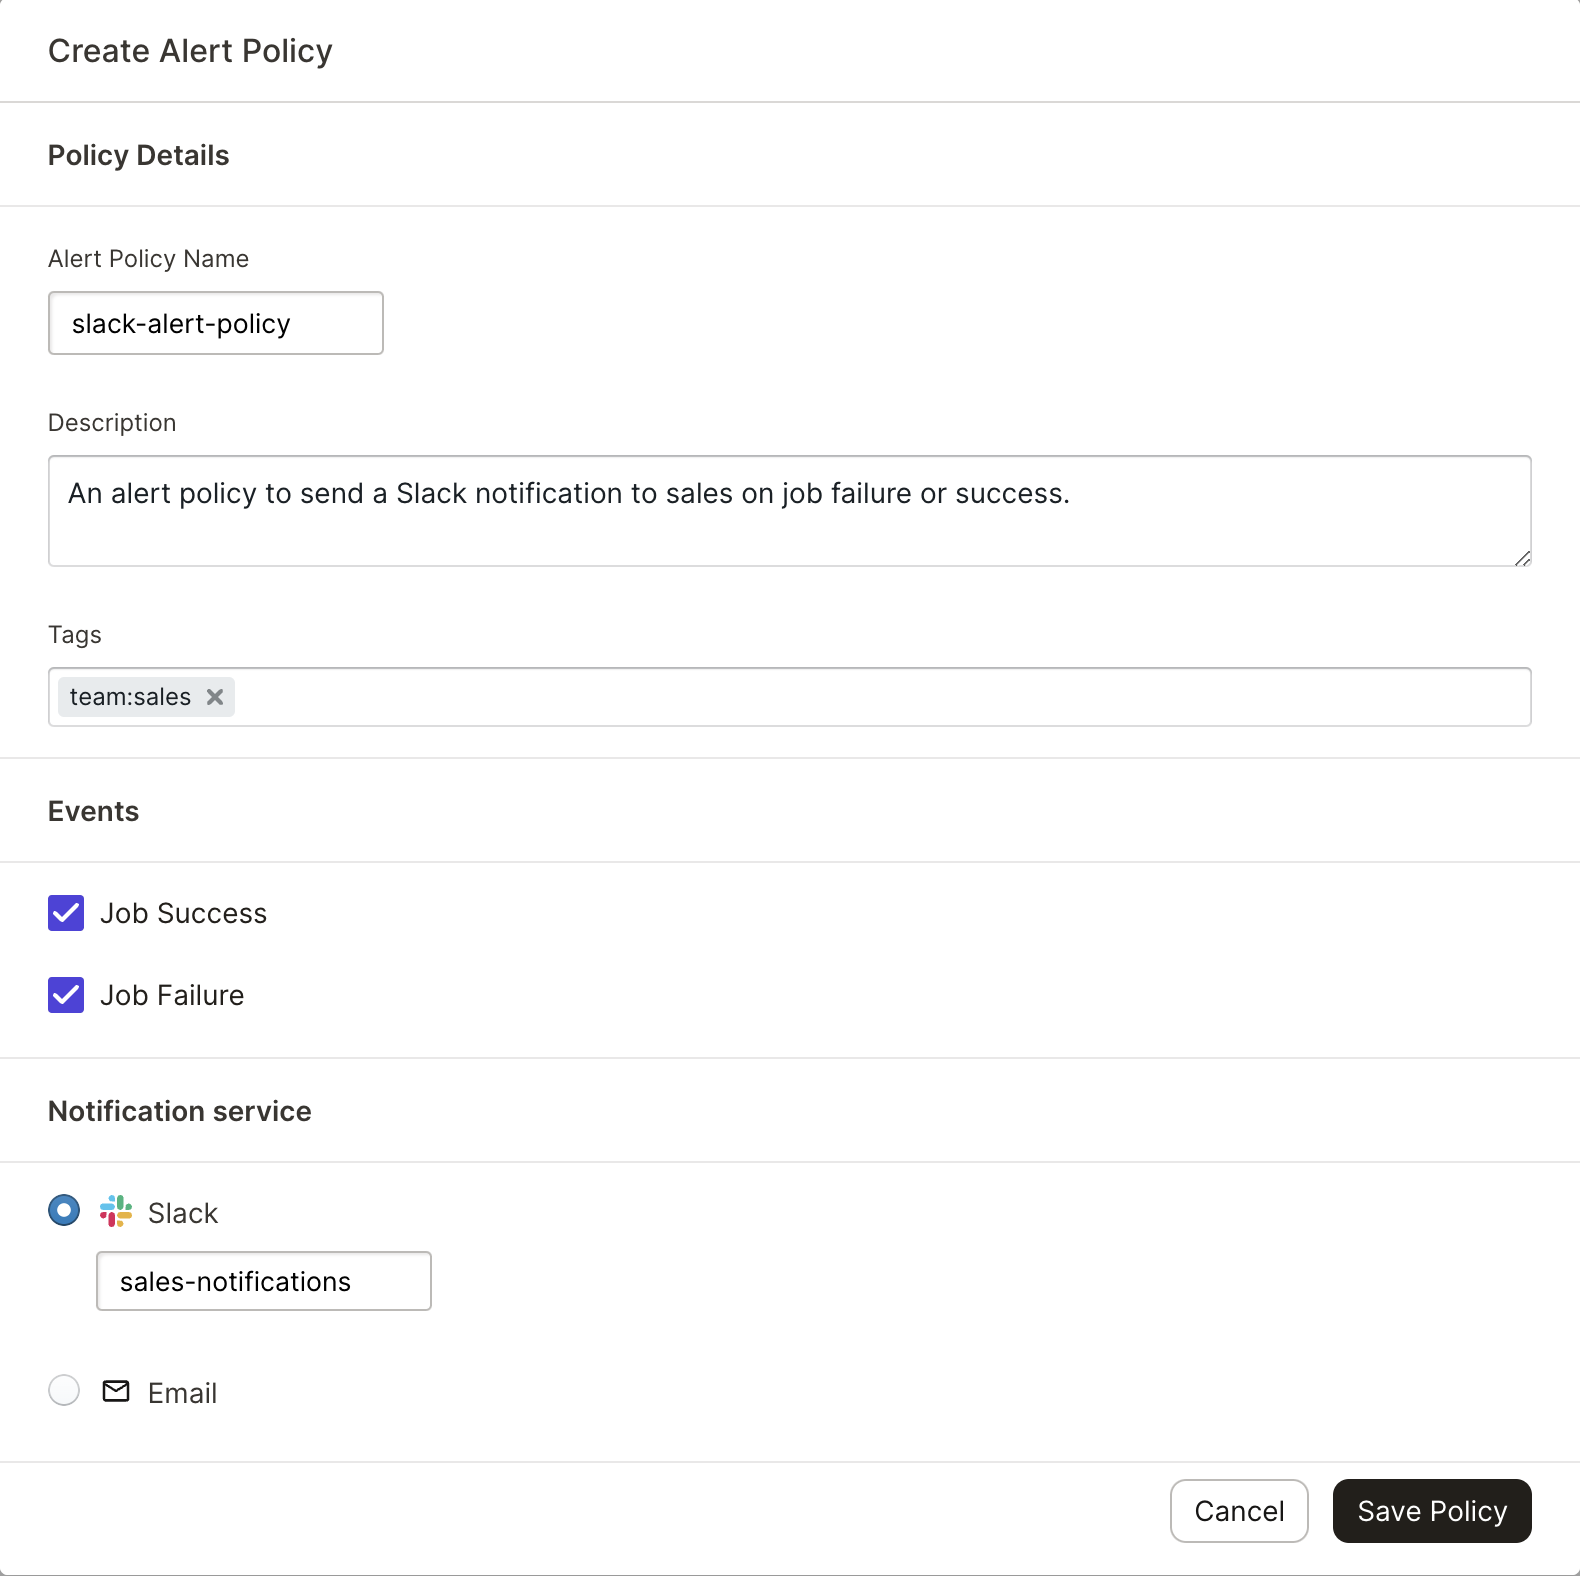 Create Alert Policy
Policy Details
Alert Policy Name
slack-alert-policy
Description
An alert policy to send a Slack notification to sales on job failure or success.
Tags
team:sales
Events
Job Success
Job Failure
Notification service
Slack
sales-notifications
Email
Cancel Save Policy